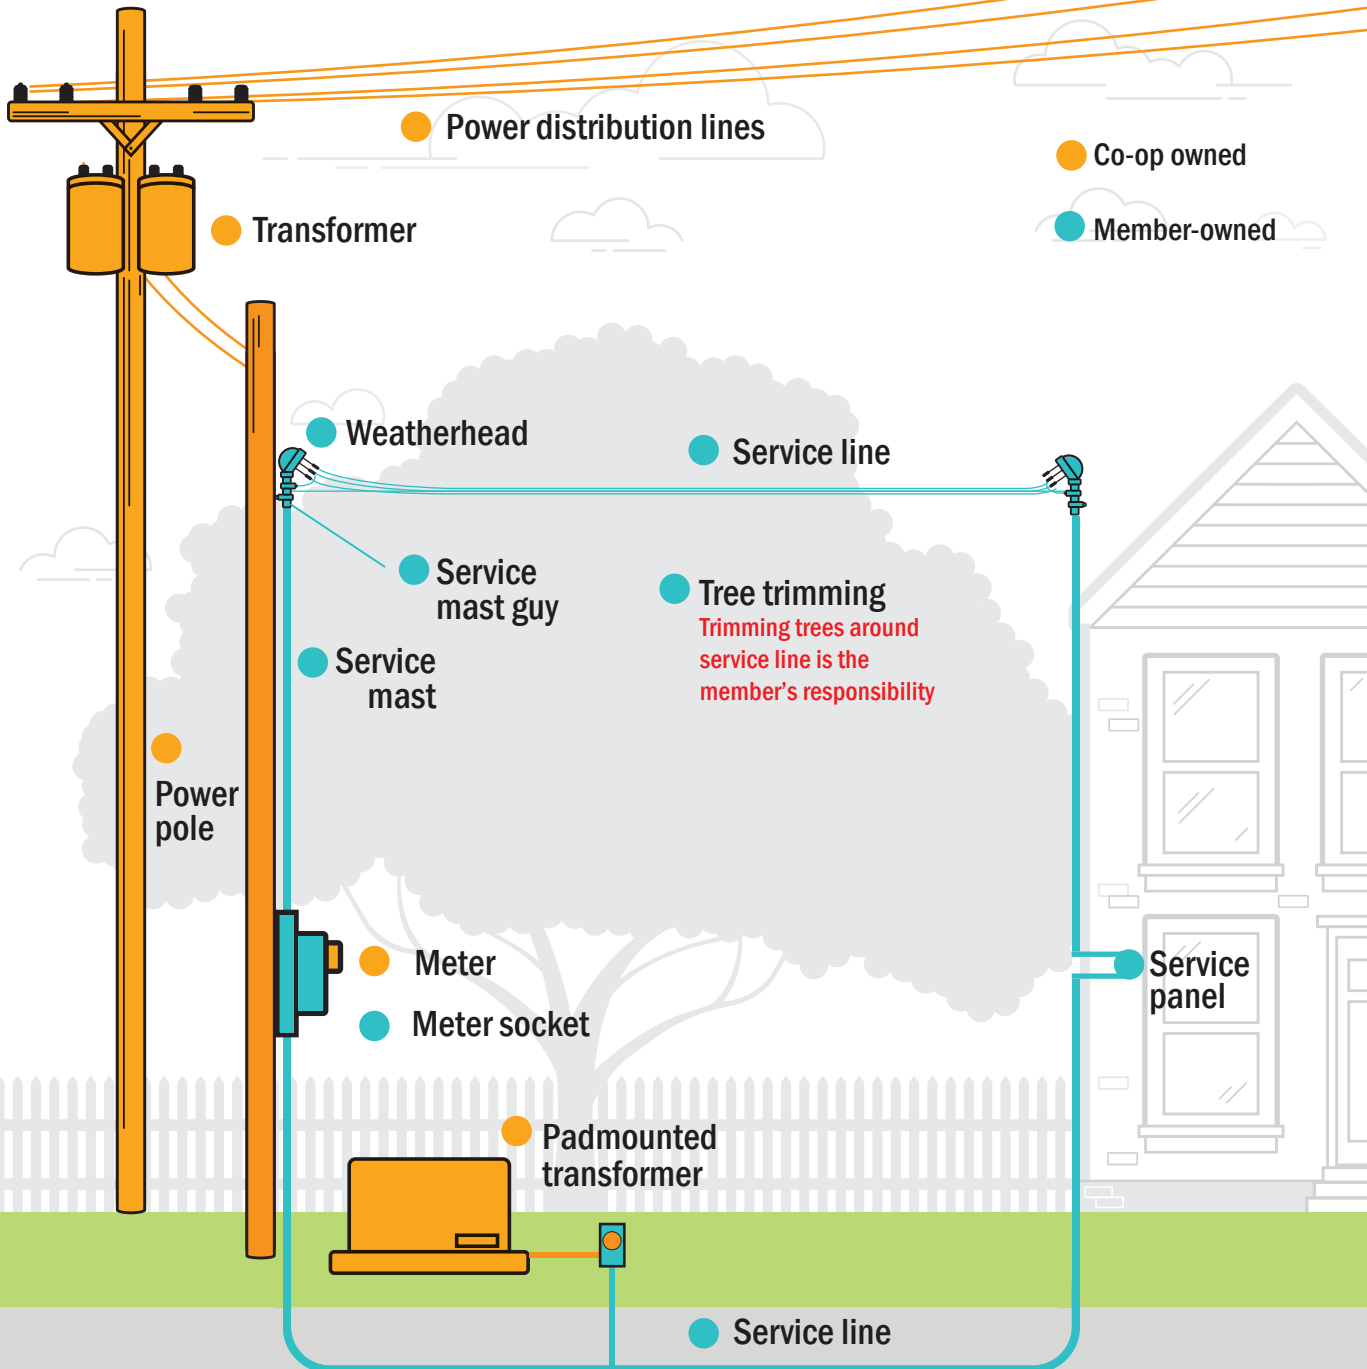 Power distribution lines
Co-op owned
Transformer
Member-owned
Weatherhead
Service line
Service
mast guy
Tree trimming
Trimming trees around
service line is the
member's responsibility
Service
mast
Power
pole
Meter
Service
panel
Meter socket
Padmounted
transformer
Service line